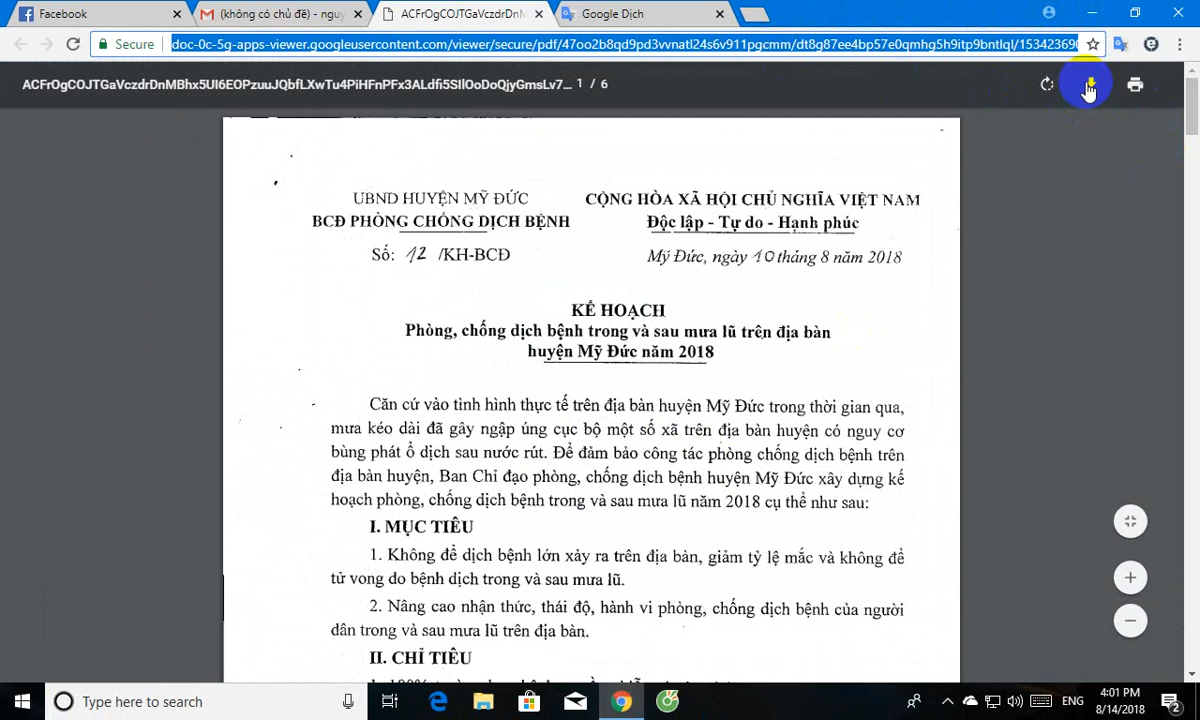 Facebook
(không có chủ đề) - nguy
ACFrOgCOJTGaVczdrDnM
Google Dịch
Secure
doc-0c-5g-apps-viewer.googleusercontent.com/viewer/secure/pdf/47oo2b8qd9pd3vvnatl24s6v911pgcmm/dt8g87ee4bp57e0qmhg5h9itp9bntlql/153423690
ACFrOgCOJTGaVczdrDnMBhx5Ul6EOPzuuJQbfLXwTu4PiHFnPFx3ALdfi5SIlOoDoQjyGmsLv7... 1 / 6
UBND HUYỆN MỸ ĐỨC
BCĐ PHÒNG CHỐNG DỊCH BỆNH
Số: 12 /KH-BCĐ
CỘNG HÒA XÃ HỘI CHỦ NGHĨA VIỆT NAM
Độc lập - Tự do - Hạnh phúc
Mỹ Đức, ngày 10 tháng 8 năm 2018
KẾ HOẠCH
Phòng, chống dịch bệnh trong và sau mưa lũ trên địa bàn
huyện Mỹ Đức năm 2018
Căn cứ vào tình hình thực tế trên địa bàn huyện Mỹ Đức trong thời gian qua,
mưa kéo dài đã gây ngập úng cục bộ một số xã trên địa bàn huyện có nguy cơ
bùng phát ổ dịch sau nước rút. Để đảm bảo công tác phòng chống dịch bệnh trên
địa bàn huyện, Ban Chỉ đạo phòng, chống dịch bệnh huyện Mỹ Đức xây dựng kế
hoạch phòng, chống dịch bệnh trong và sau mưa lũ năm 2018 cụ thể như sau:
I. MỤC TIÊU
1. Không để dịch bệnh lớn xảy ra trên địa bàn, giảm tỷ lệ mắc và không để
tử vong do bệnh dịch trong và sau mưa lũ.
2. Nâng cao nhận thức, thái độ, hành vi phòng, chống dịch bệnh của người
dân trong và sau mưa lũ trên địa bàn.
II. CHỈ TIÊU
Type here to search
ENG
4:01 PM
8/14/2018
2